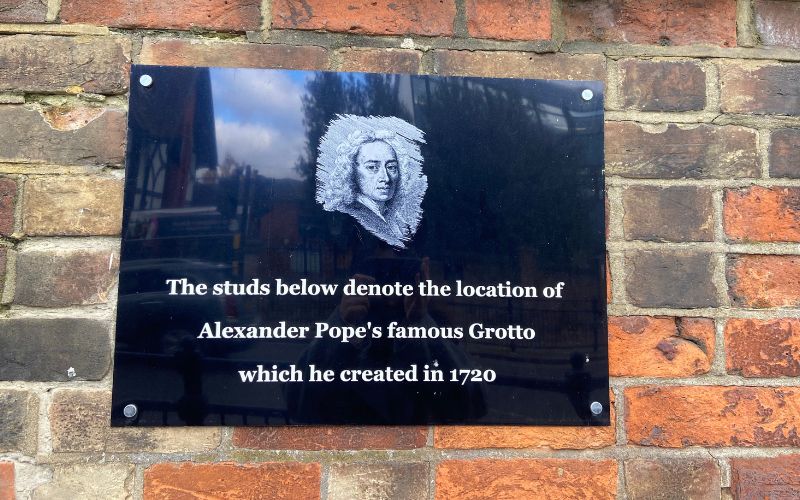 The studs below denote the location of
Alexander Pope's famous Grotto
which he created in 1720